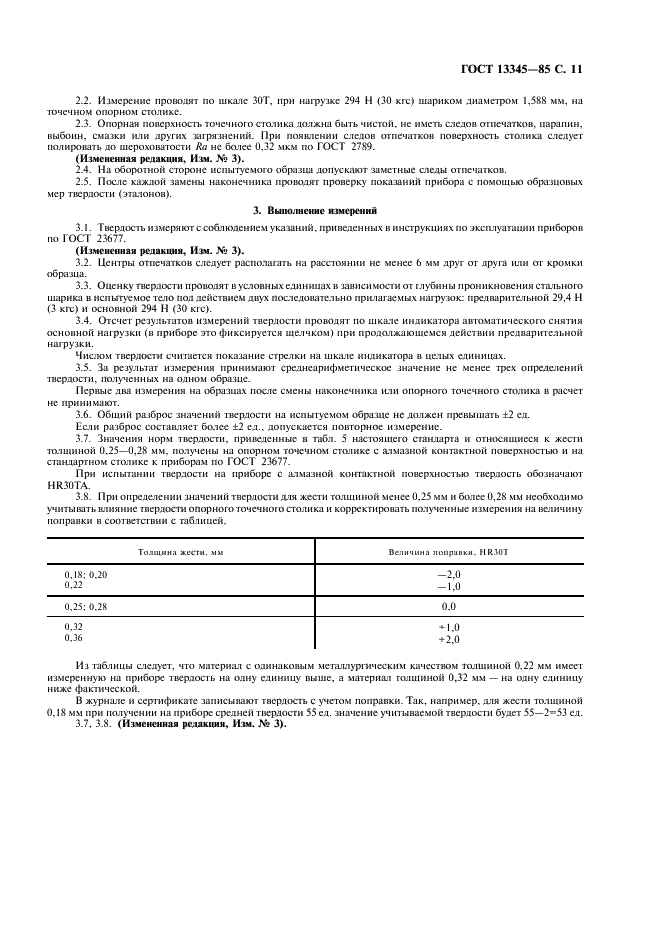 ГОСТ 13345—85 С. 11
2.2. Измерение проводят по шкале 30Т, при нагрузке 294 Н (30 кгс) шариком диаметром 1,588 мм, на
точечном опорном столике.
2.3. Опорная поверхность точечного столика должна быть чистой, не иметь следов отпечатков, царапин,
выбоин, смазки или других загрязнений. При появлении следов отпечатков поверхность столика следует
полировать до шероховатости Ra не более 0,32 мкм по ГОСТ 2789.
(Измененная редакция, Изм. № 3).
2.4. На оборотной стороне испытуемого образца допускают заметные следы отпечатков.
2.5. После каждой замены наконечника проводят проверку показаний прибора с помощью образцовых
мер твердости (эталонов).
3. Выполнение измерений
3.1. Твердость измеряют с соблюдением указаний, приведенных в инструкциях по эксплуатации приборов
по ГОСТ 23677.
(Измененная редакция, Изм. № 3).
3.2. Центры отпечатков следует располагать на расстоянии не менее 6 мм друг от друга или от кромки
образца.
3.3. Оценку твердости проводят в условных единицах в зависимости от глубины проникновения стального
шарика в испытуемое тело под действием двух последовательно прилагаемых нагрузок: предварительной 29,4 Н
(3 кгс) и основной 294 Н (30 кгс).
3.4. Отсчет результатов измерений твердости проводят по шкале индикатора автоматического снятия
основной нагрузки (в приборе это фиксируется щелчком) при продолжающемся действии предварительной
нагрузки.
Числом твердости считается показание стрелки на шкале индикатора в целых единицах.
3.5. За результат измерения принимают среднеарифметическое значение не менее трех определений
твердости, полученных на одном образце.
Первые два измерения на образцах после смены наконечника или опорного точечного столика в расчет
не принимают.
3.6. Общий разброс значений твердости на испытуемом образце не должен превышать ±2 ед.
Если разброс составляет более ±2 ед., допускается повторное измерение.
3.7. Значения норм твердости, приведенные в табл. 5 настоящего стандарта и относящиеся к жести
толщиной 0,25—0,28 мм, получены на опорном точечном столике с алмазной контактной поверхностью и на
стандартном столике к приборам по ГОСТ 23677.
При испытании твердости на приборе с алмазной контактной поверхностью твердость обозначают
HR30TA.
3.8. При определении значений твердости для жести толщиной менее 0,25 мм и более 0,28 мм необходимо
учитывать влияние твердости опорного точечного столика и корректировать полученные измерения на величину
поправки в соответствии с таблицей.
Толщина жести, мм Величина поправки, HR30T
0,18; 0,20 —2,0
0,22 —1,0
0,25; 0,28 0,0
0,32 +1,0
0,36 +2,0
Из таблицы следует, что материал с одинаковым металлургическим качеством толщиной 0,22 мм имеет
измеренную на приборе твердость на одну единицу выше, а материал толщиной 0,32 мм — на одну единицу
ниже фактической.
В журнале и сертификате записывают твердость с учетом поправки. Так, например, для жести толщиной
0,18 мм при получении на приборе средней твердости 55 ед. значение учитываемой твердости будет 55—2=53 ед.
3.7, 3.8. (Измененная редакция, Изм. № 3).